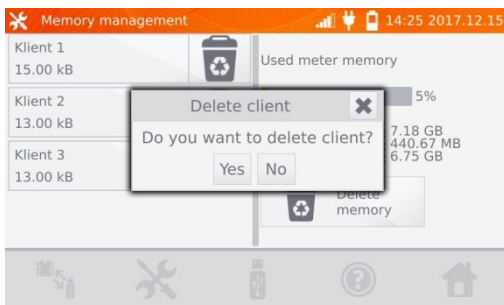 Memory management
14:25 2017.12.15
Klient 1
15.00 kB
Klient 2
13.00 kB
Klient 3
13.00 kB
Used meter memory
5%
7.18 GB
440.67 MB
6.75 GB
Delete
memory
Delete client
Do you want to delete client?
Yes No